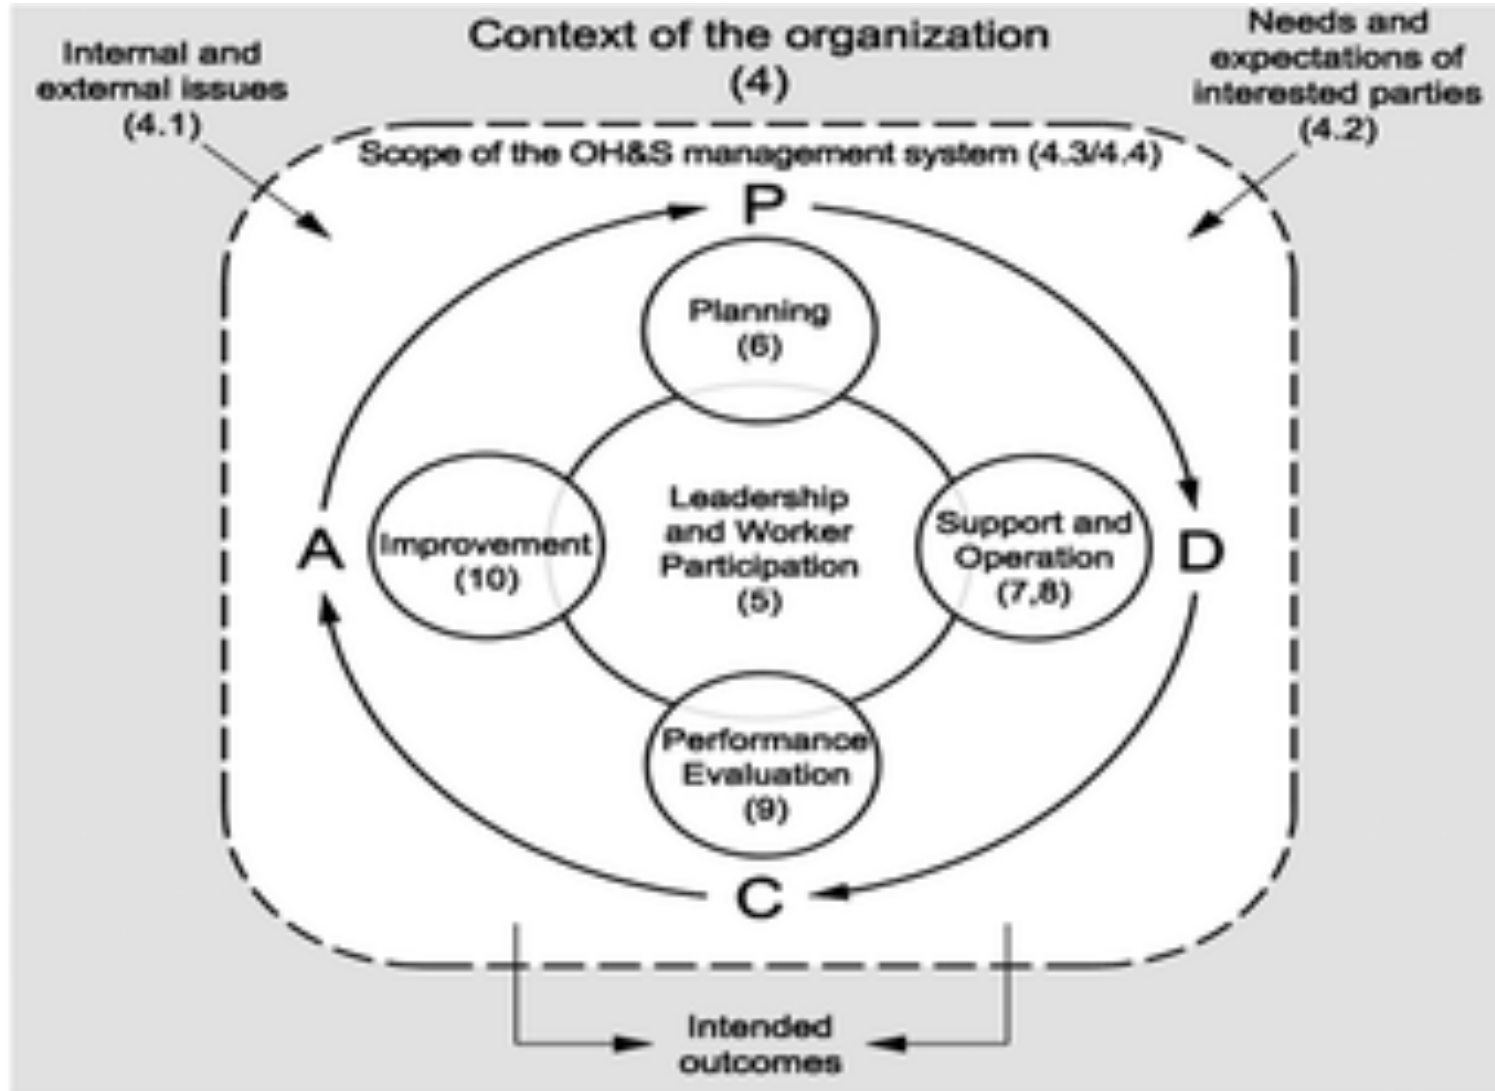 Context of the organization
(4)
Internal and
external issues
(4.1)
Needs and
expectations of
interested parties
(4.2)
Scope of the OH&S management system (4.3/4.4)
P
Planning
(6)
Leadership
and Worker
Participation
(5)
Support and
Operation
(7,8)
D
A
Improvement
(10)
Performance
Evaluation
(9)
C
Intended
outcomes